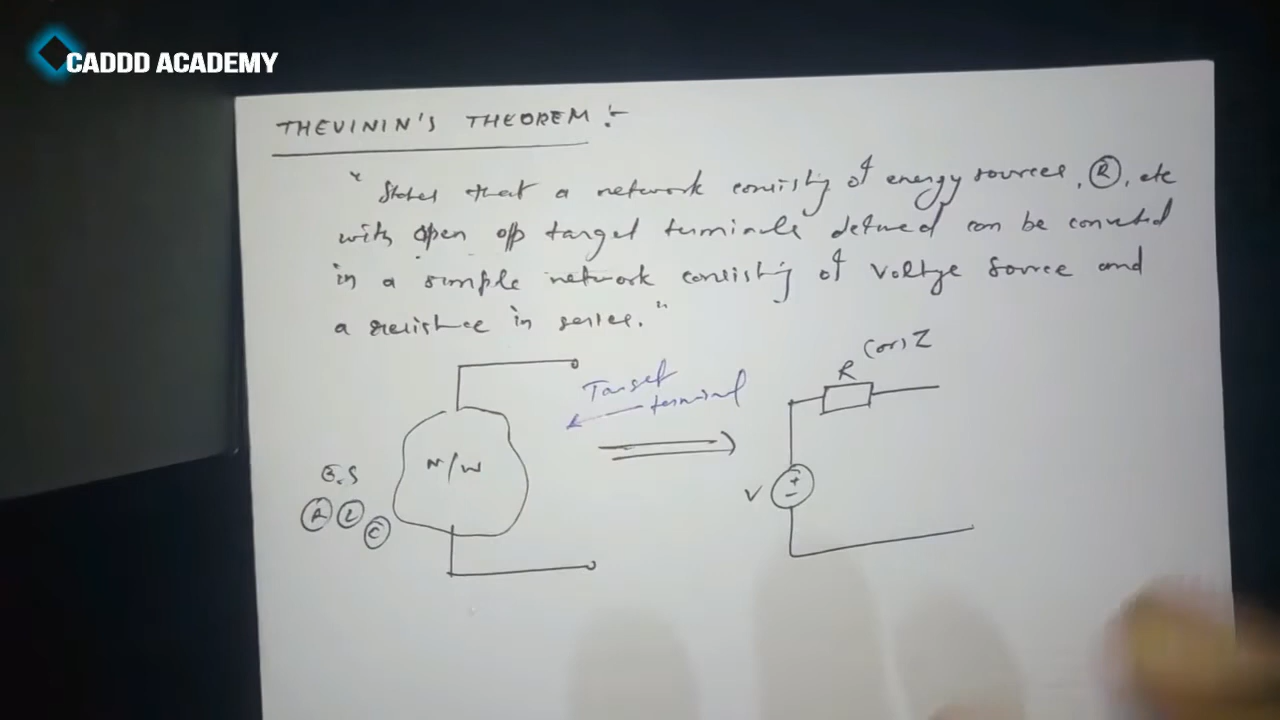 CADDD ACADEMY
THEVININ'S THEOREM :-
" States that a network consisting of energy sources, R, etc
with open opp target terminals defined can be converted
in a simple network consisting of voltage source and
a resistance in series."
(or) Z
R
Target
terminal
N/W
E.S
R L C
V
+
-